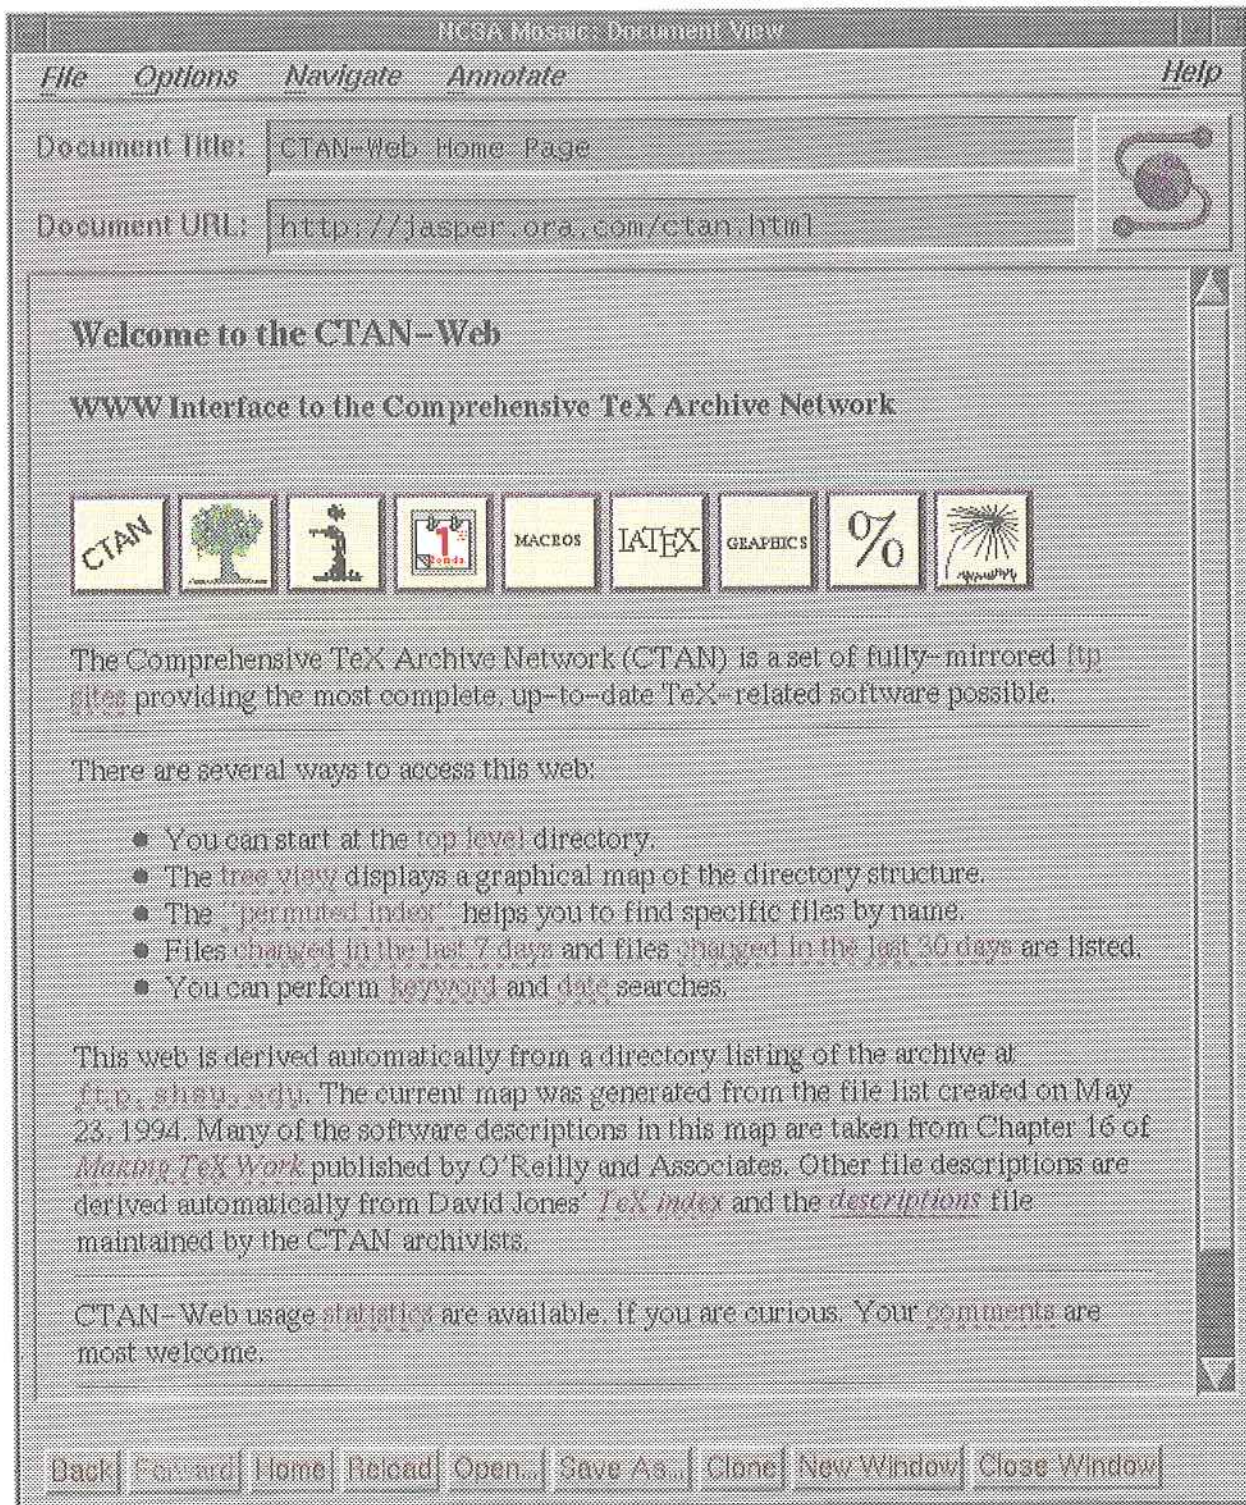 NCSA Mosaic: Document View
File Options Navigate Annotate Help
Document Title: CTAN-Web Home Page
Document URL: http://jasper.ora.com/ctan.html
Welcome to the CTAN-Web
WWW Interface to the Comprehensive TeX Archive Network
CTAN 1 MACROS LATEX GRAPHICS %
The Comprehensive TeX Archive Network (CTAN) is a set of fully-mirrored ftp
sites providing the most complete, up-to-date TeX-related software possible.
There are several ways to access this web:
You can start at the top level directory.
The tree view displays a graphical map of the directory structure.
The "permuted index" helps you to find specific files by name.
Files changed in the last 7 days and files changed in the last 30 days are listed.
You can perform keyword and date searches.
This web is derived automatically from a directory listing of the archive at
ftp.shsu.edu. The current map was generated from the file list created on May
23, 1994. Many of the software descriptions in this map are taken from Chapter 16 of
Making TeX Work published by O'Reilly and Associates. Other file descriptions are
derived automatically from David Jones' TeX index and the descriptions file
maintained by the CTAN archivists.
CTAN-Web usage statistics are available, if you are curious. Your comments are
most welcome.
Back Forward Home Reload Open... Save As... Clone New Window Close Window